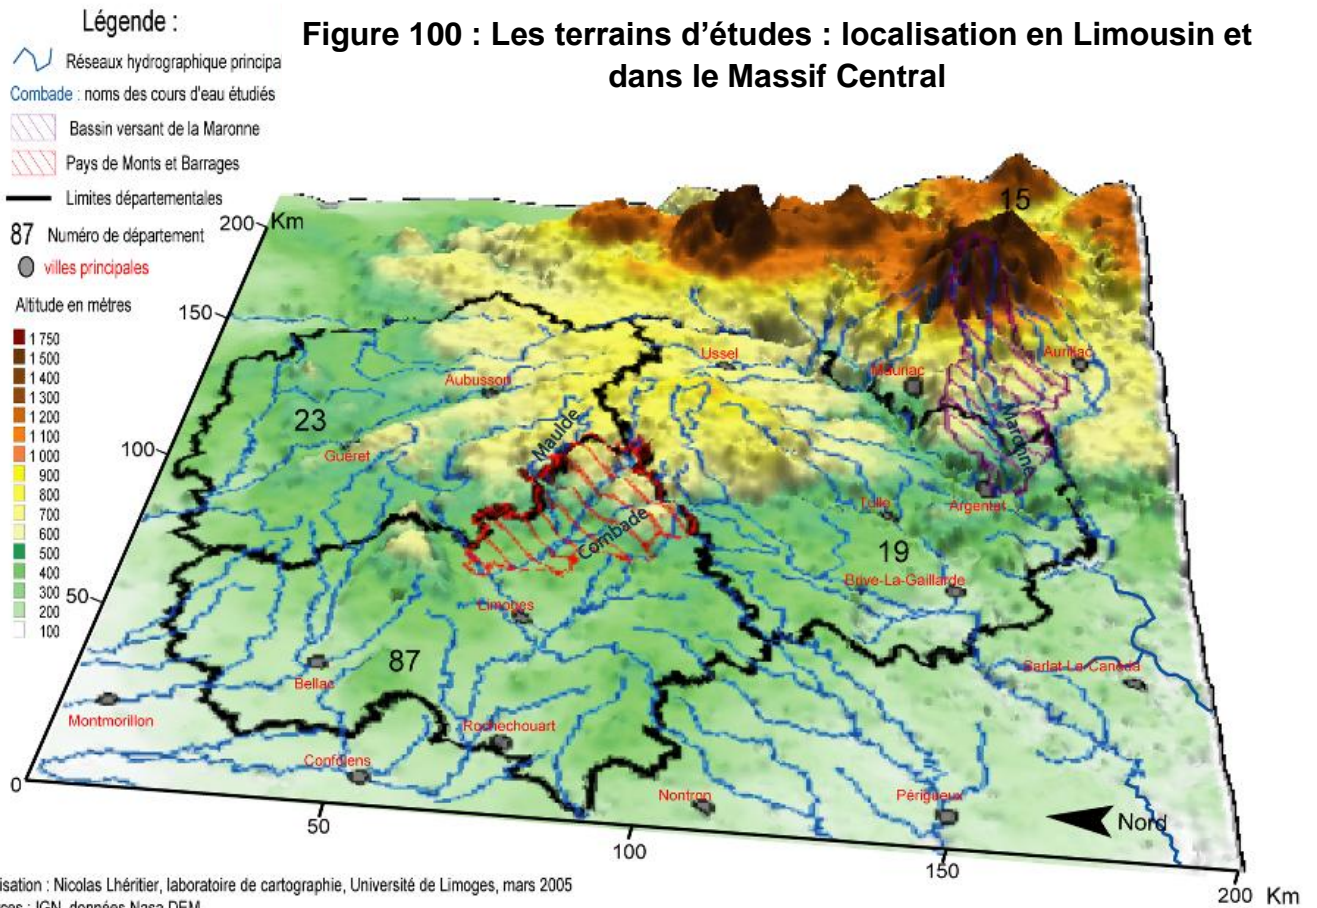 Légende :
Figure 100 : Les terrains d'études : localisation en Limousin et
dans le Massif Central
Réseaux hydrographique principa
Combade : noms des cours d'eau étudiés
Bassin versant de la Maronne
Pays de Monts et Barrages
Limites départementales
87 Numéro de département
villes principales
Altitude en mètres
1 750
1 500
1 400
1 300
1 200
1 100
1 000
900
800
700
600
500
400
300
200
100
200 Km
150
100
50
0
50
100
150
200 Km
15
Ussel
Mauriac
Aurillac
Aubusson
23
Maulde
Maronne
Guéret
Tulle
Argentat
Combade
19
Brive-La-Gaillarde
Limoges
87
Bellac
Sarlat-La-Canéda
Montmorillon
Rochechouart
Confolens
Nontron
Périgueux
Nord
isation : Nicolas Lhéritier, laboratoire de cartographie, Université de Limoges, mars 2005
rces : IGN, données Nasa DEM